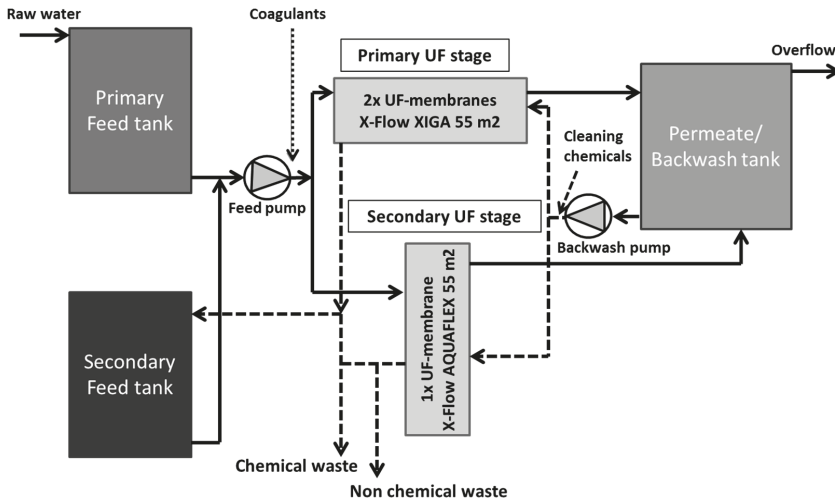 Raw water
Coagulants
Primary UF stage
Overflow
Primary
Feed tank
2x UF-membranes
X-Flow XIGA 55 m2
Permeate/
Backwash tank
Cleaning
chemicals
Feed pump
Secondary UF stage
Backwash pump
1x UF-membrane
X-Flow AQUAFLEX 55 m2
Secondary
Feed tank
Chemical waste
Non chemical waste